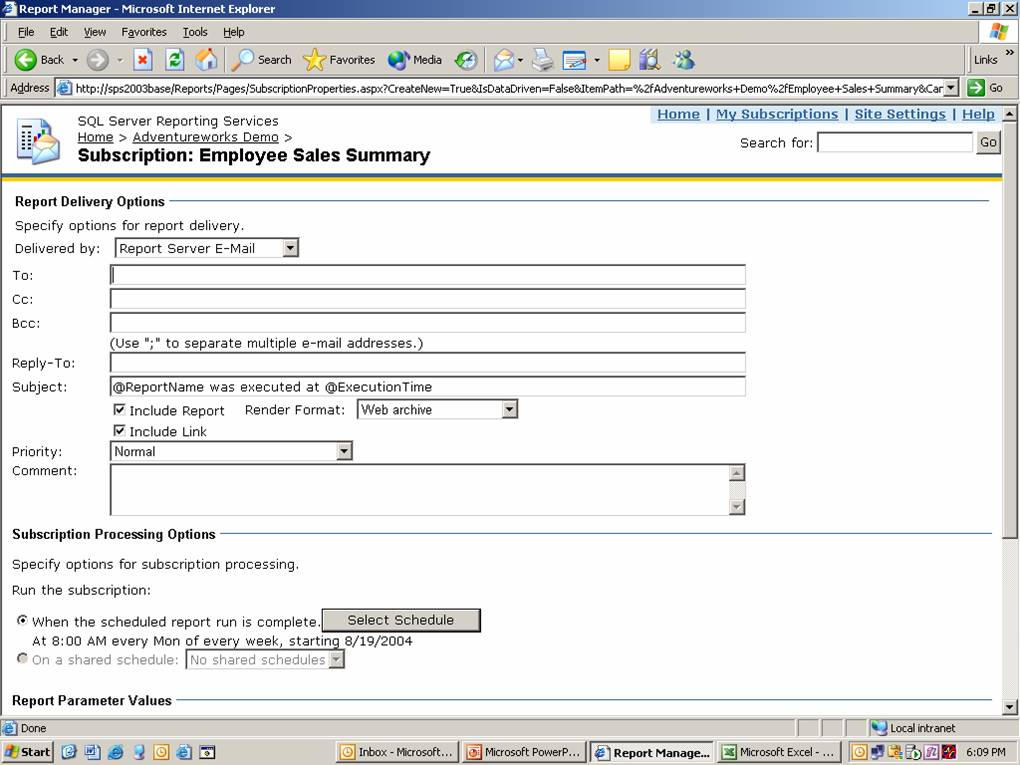 Report Manager - Microsoft Internet Explorer
File Edit View Favorites Tools Help
Back Search Favorites Media Links »
Address http://sps2003base/Reports/Pages/SubscriptionProperties.aspx?CreateNew=True&IsDataDriven=False&ItemPath=%2fAdventureworks+Demo%2fEmployee+Sales+Summary&Car Go
SQL Server Reporting Services
Home | My Subscriptions | Site Settings | Help
Home > Adventureworks Demo >
Subscription: Employee Sales Summary
Search for: Go
Report Delivery Options
Specify options for report delivery.
Delivered by: Report Server E-Mail
To:
Cc:
Bcc:
(Use ";" to separate multiple e-mail addresses.)
Reply-To:
Subject: @ReportName was executed at @ExecutionTime
Include Report Render Format: Web archive
Include Link
Priority: Normal
Comment:
Subscription Processing Options
Specify options for subscription processing.
Run the subscription:
When the scheduled report run is complete. Select Schedule
At 8:00 AM every Mon of every week, starting 8/19/2004
On a shared schedule: No shared schedules
Report Parameter Values
Done Local intranet
Start Inbox - Microsoft... Microsoft PowerP... Report Manage... Microsoft Excel - ... 6:09 PM